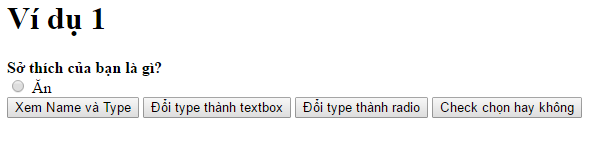 Ví dụ 1
Sở thích của bạn là gì?
Ăn
Xem Name và Type Đổi type thành textbox Đổi type thành radio Check chọn hay không